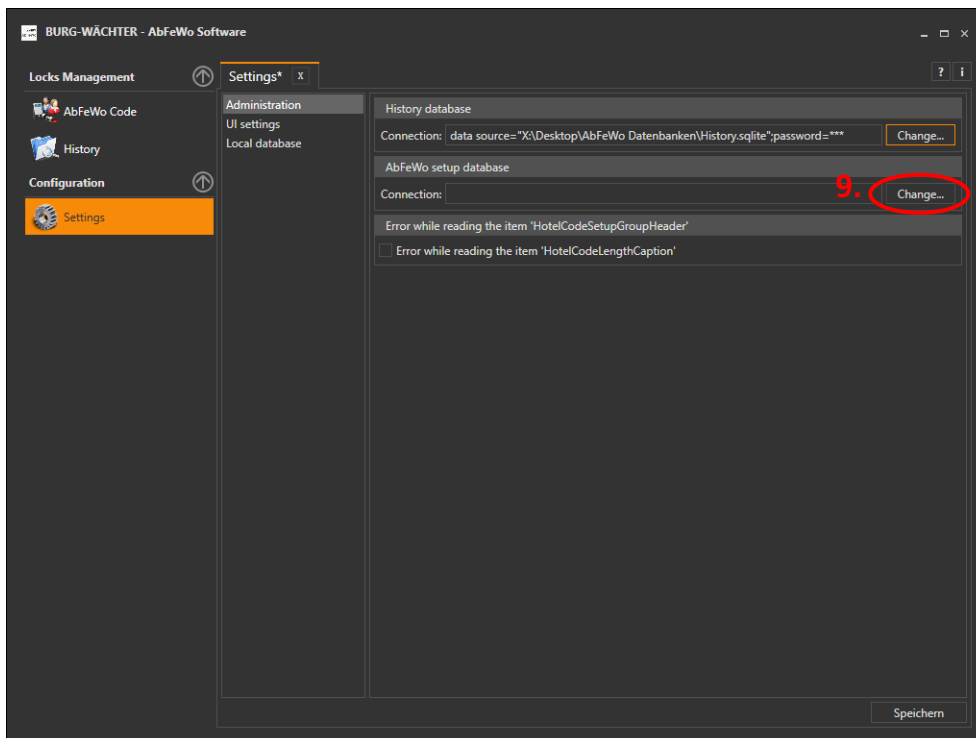 BURG-WÄCHTER - AbFeWo Software
Locks Management
AbFeWo Code
History
Configuration
Settings
Settings* X
? i
Administration
UI settings
Local database
History database
Connection: data source="X:\Desktop\AbFeWo Datenbanken\History.sqlite";password=*** Change...
AbFeWo setup database
Connection: 9. Change...
Error while reading the item 'HotelCodeSetupGroupHeader'
Error while reading the item 'HotelCodeLengthCaption'
Speichern